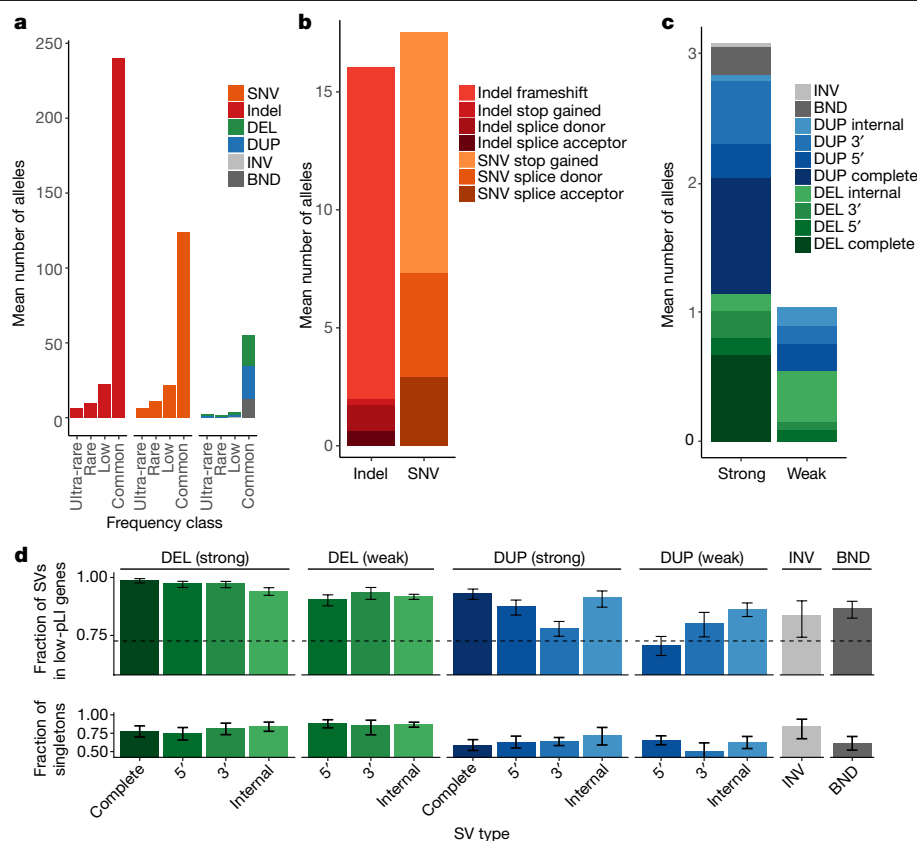 a
250
200
150
100
50
0
Mean number of alleles
SNV
Indel
DEL
DUP
INV
BND
Ultra-rare
Rare
Low
Common
Ultra-rare
Rare
Low
Common
Ultra-rare
Rare
Low
Common
Frequency class
b
15
10
5
0
Mean number of alleles
Indel frameshift
Indel stop gained
Indel splice donor
Indel splice acceptor
SNV stop gained
SNV splice donor
SNV splice acceptor
Indel
SNV
c
3
2
1
0
Mean number of alleles
INV
BND
DUP internal
DUP 3′
DUP 5′
DUP complete
DEL internal
DEL 3′
DEL 5′
DEL complete
Strong
Weak
d
DEL (strong)
DEL (weak)
DUP (strong)
DUP (weak)
INV
BND
Fraction of SVs
in low-pLI genes
1.00
0.75
Fraction of
singletons
1.00
0.75
0.50
Complete
5′
3′
Internal
5′
3′
Internal
Complete
5′
3′
Internal
5′
3′
Internal
INV
BND
SV type